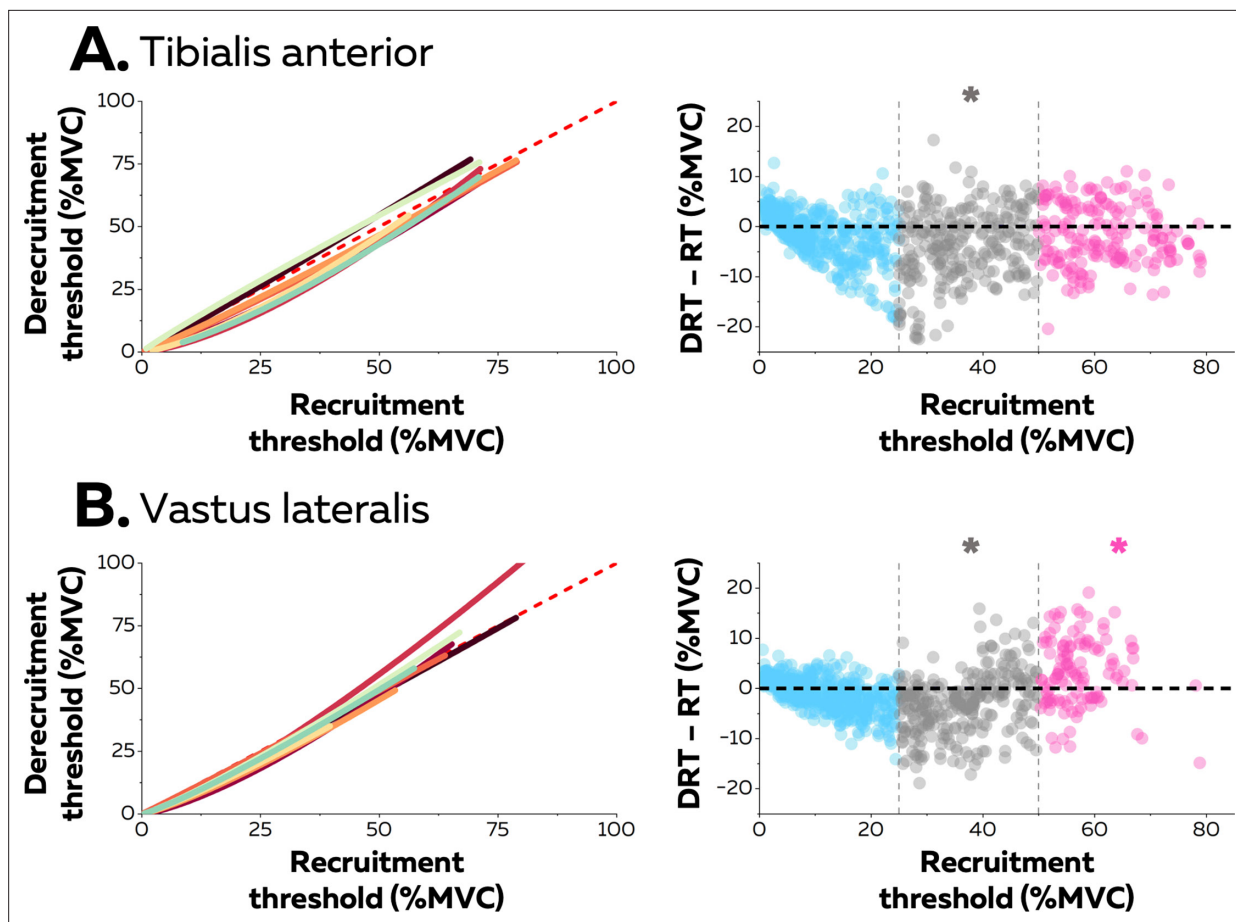 A. Tibialis anterior
Derecruitment
threshold (%MVC)
100
75
50
25
0
0 25 50 75 100
Recruitment
threshold (%MVC)
*
DRT – RT (%MVC)
20
10
0
-10
-20
0 20 40 60 80
Recruitment
threshold (%MVC)
B. Vastus lateralis
Derecruitment
threshold (%MVC)
100
75
50
25
0
0 25 50 75 100
Recruitment
threshold (%MVC)
* *
DRT – RT (%MVC)
20
10
0
-10
-20
0 20 40 60 80
Recruitment
threshold (%MVC)